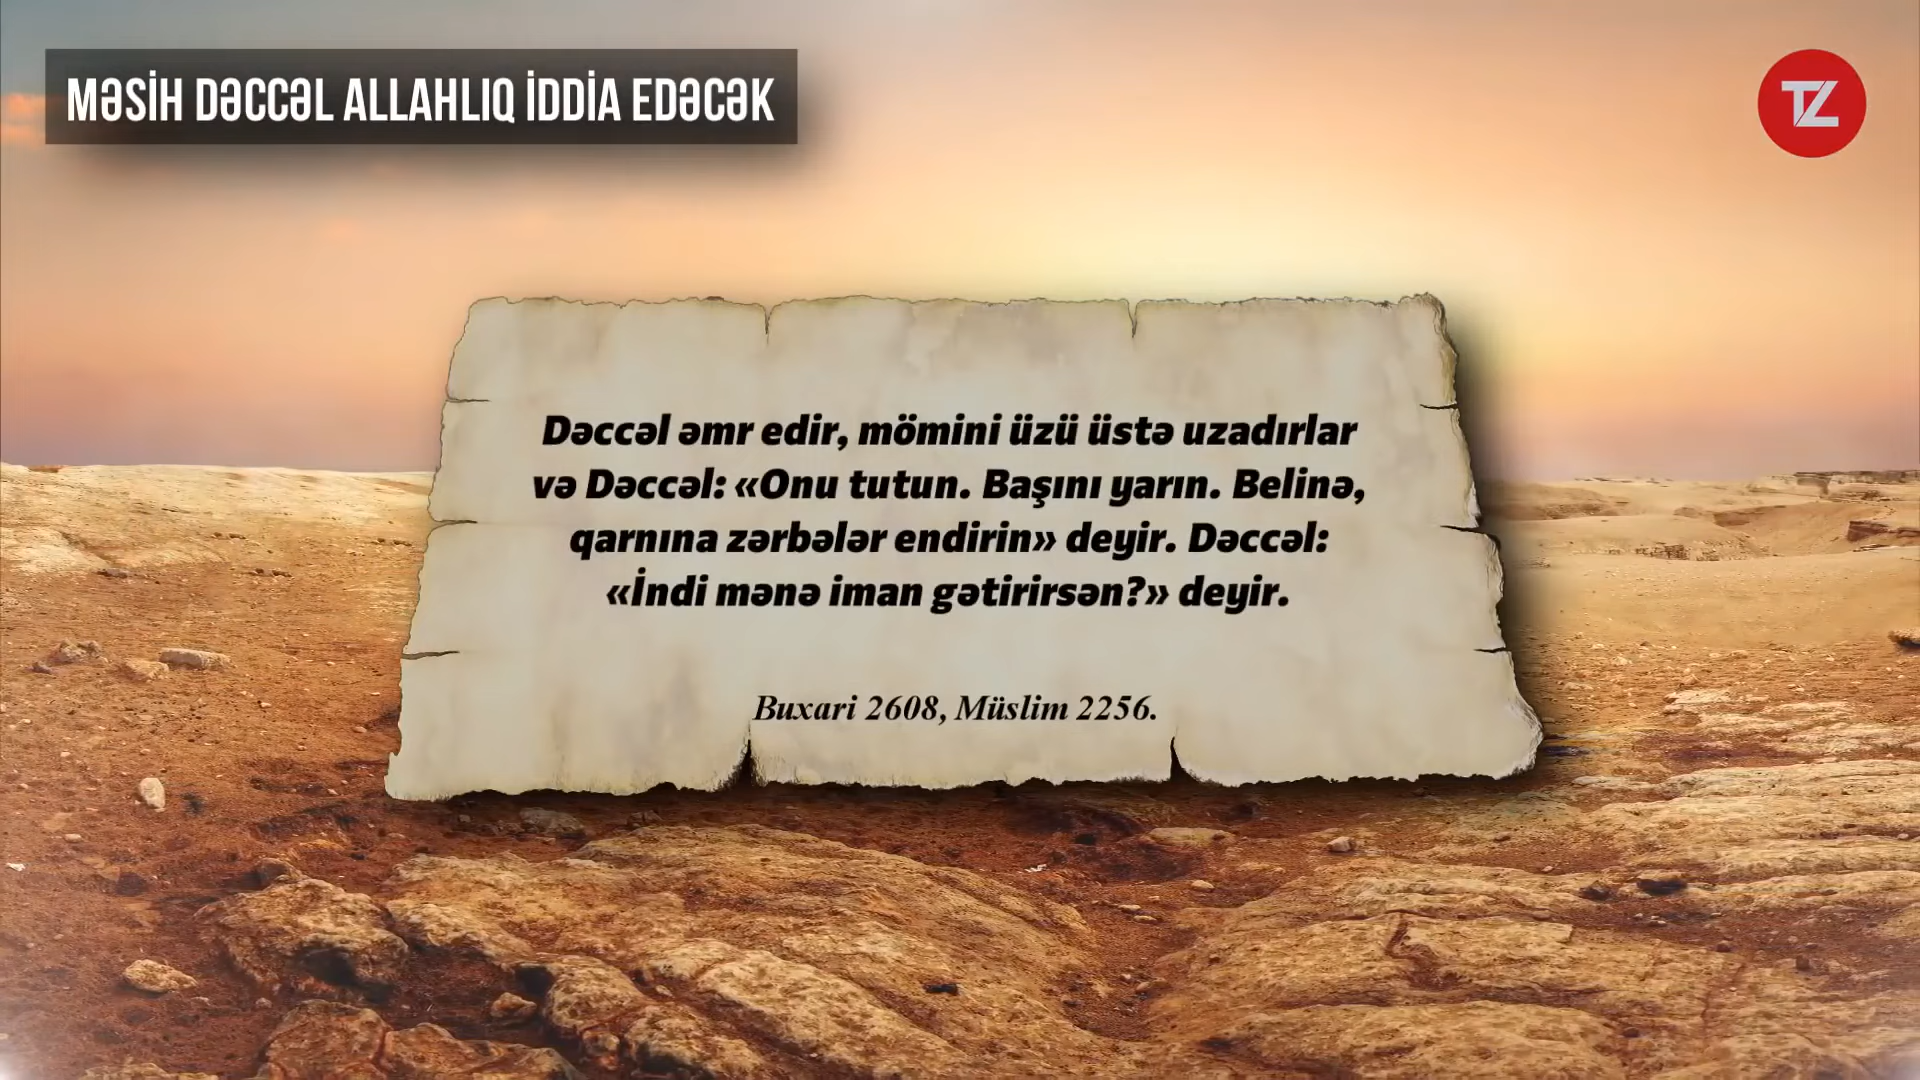 MƏSİH DƏCCƏL ALLAHLIQ İDDİA EDƏCƏK
TZ
Dəccəl əmr edir, mömini üzü üstə uzadırlar
və Dəccəl: «Onu tutun. Başını yarın. Belinə,
qarnına zərbələr endirin» deyir. Dəccəl:
«İndi mənə iman gətirirsən?» deyir.
Buxari 2608, Müslim 2256.